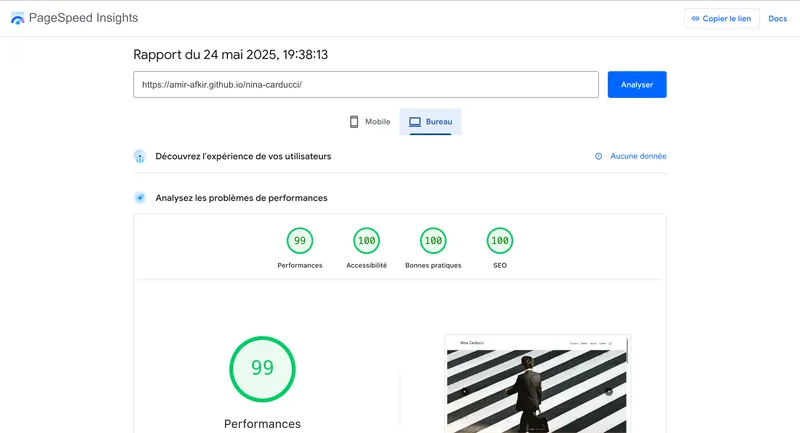 PageSpeed Insights
Copier le lien
Docs
Rapport du 24 mai 2025, 19:38:13
https://amir-afkir.github.io/nina-carducci/
Analyser
Mobile
Bureau
Découvrez l'expérience de vos utilisateurs
Aucune donnée
Analysez les problèmes de performances
99
100
100
100
Performances
Accessibilité
Bonnes pratiques
SEO
99
Performances
Nina Carducci